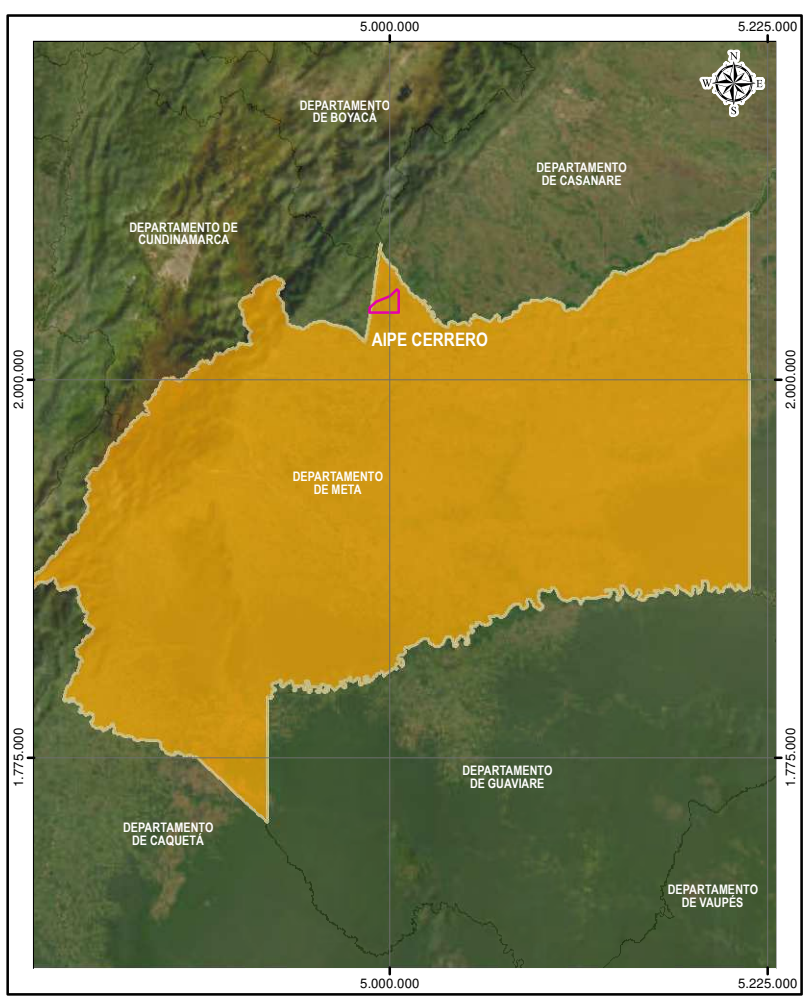 5.000.000
5.225.000
N
W
E
S
DEPARTAMENTO
DE BOYACÁ
DEPARTAMENTO
DE CASANARE
DEPARTAMENTO DE
CUNDINAMARCA
AIPE CERRERO
2.000.000
2.000.000
DEPARTAMENTO
DE META
1.775.000
1.775.000
DEPARTAMENTO
DE GUAVIARE
DEPARTAMENTO
DE CAQUETÁ
DEPARTAMENTO
DE VAUPÉS
5.000.000
5.225.000